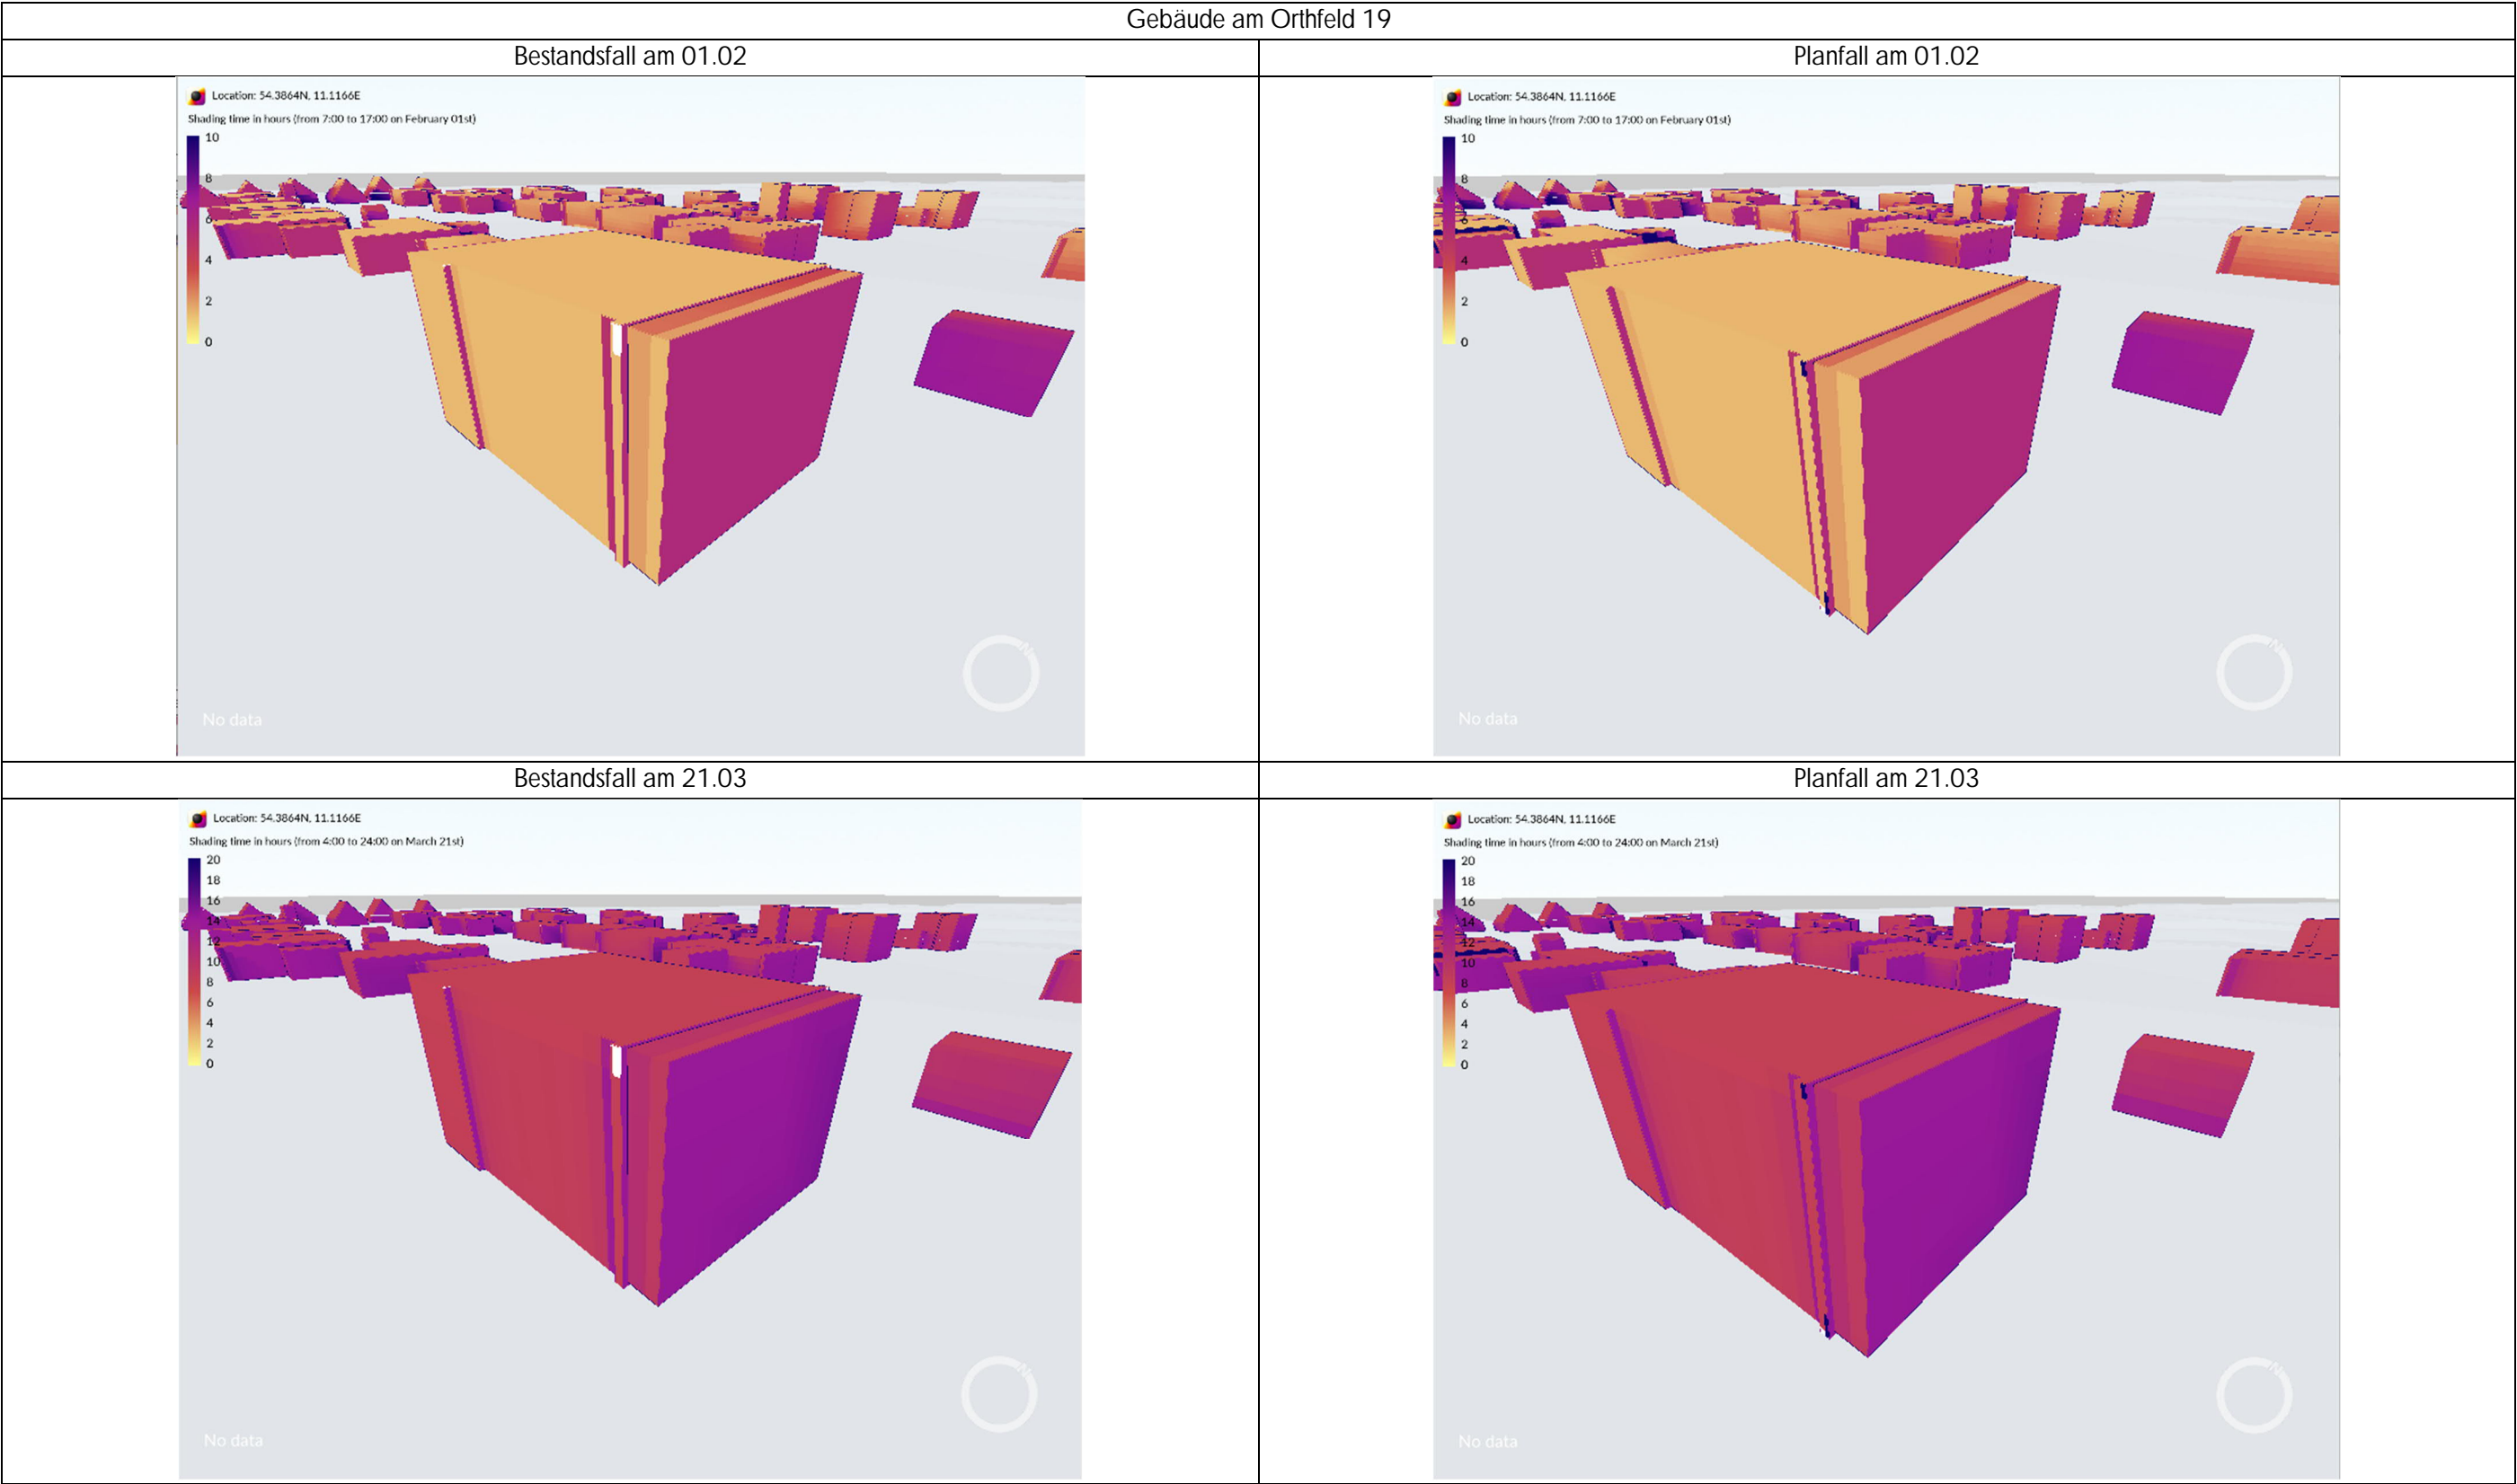 Gebäude am Orthfeld 19
Bestandsfall am 01.02
Planfall am 01.02
Location: 54.3864N, 11.1166E
Shading time in hours (from 7:00 to 17:00 on February 01st)
10
8
6
4
2
0
N
No data
Location: 54.3864N, 11.1166E
Shading time in hours (from 7:00 to 17:00 on February 01st)
10
8
6
4
2
0
N
No data
Bestandsfall am 21.03
Planfall am 21.03
Location: 54.3864N, 11.1166E
Shading time in hours (from 4:00 to 24:00 on March 21st)
20
18
16
14
12
10
8
6
4
2
0
N
No data
Location: 54.3864N, 11.1166E
Shading time in hours (from 4:00 to 24:00 on March 21st)
20
18
16
14
12
10
8
6
4
2
0
N
No data